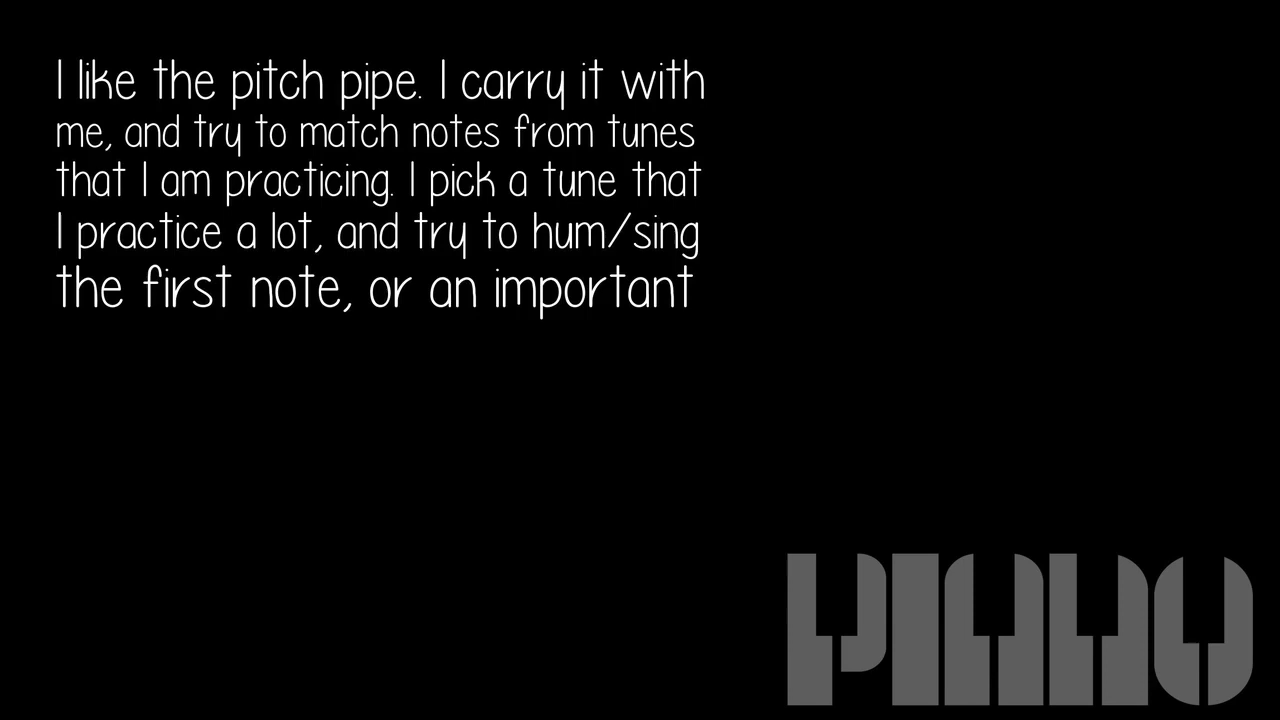 I like the pitch pipe. I carry it with
me, and try to match notes from tunes
that I am practicing. I pick a tune that
I practice a lot, and try to hum/sing
the first note, or an important
PIANO